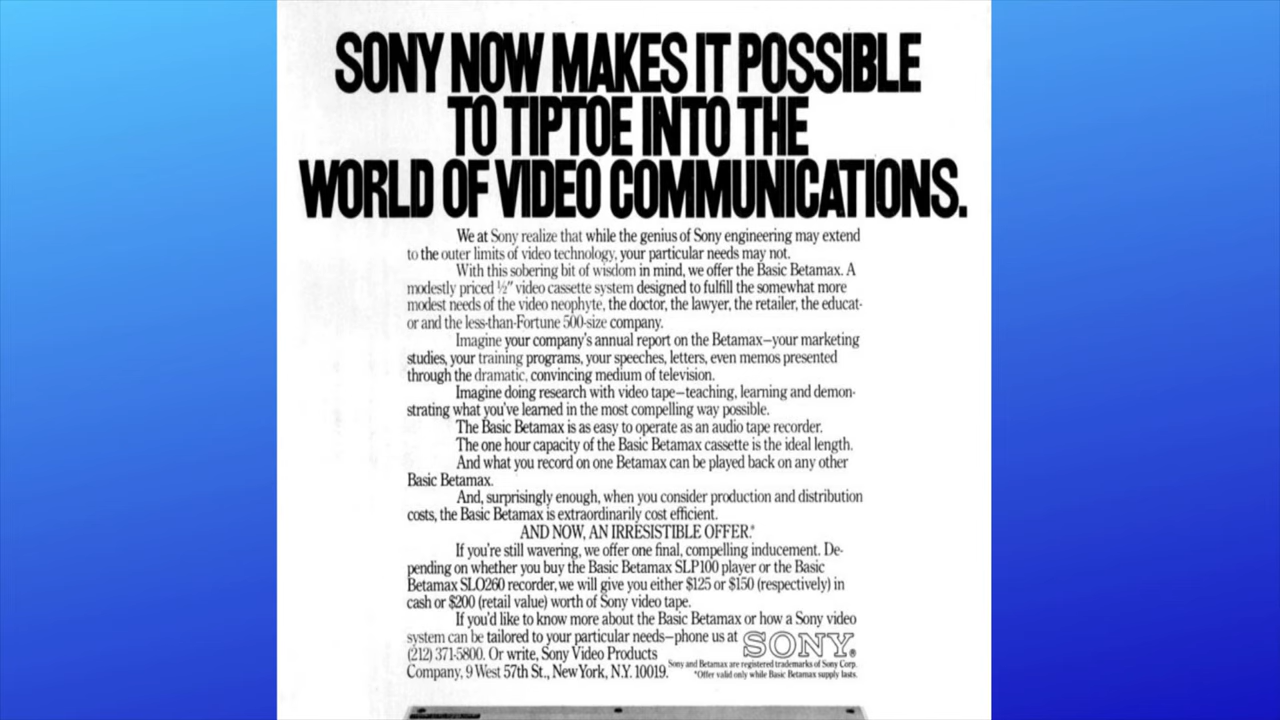 SONY NOW MAKES IT POSSIBLE
TO TIPTOE INTO THE
WORLD OF VIDEO COMMUNICATIONS.
We at Sony realize that while the genius of Sony engineering may extend
to the outer limits of video technology, your particular needs may not.
With this sobering bit of wisdom in mind, we offer the Basic Betamax. A
modestly priced ½" video cassette system designed to fulfill the somewhat more
modest needs of the video neophyte, the doctor, the lawyer, the retailer, the educat-
or and the less-than-Fortune 500-size company.
Imagine your company's annual report on the Betamax—your marketing
studies, your training programs, your speeches, letters, even memos presented
through the dramatic, convincing medium of television.
Imagine doing research with video tape—teaching, learning and demon-
strating what you've learned in the most compelling way possible.
The Basic Betamax is as easy to operate as an audio tape recorder.
The one hour capacity of the Basic Betamax cassette is the ideal length.
And what you record on one Betamax can be played back on any other
Basic Betamax.
And, surprisingly enough, when you consider production and distribution
costs, the Basic Betamax is extraordinarily cost efficient.
AND NOW, AN IRRESISTIBLE OFFER.*
If you're still wavering, we offer one final, compelling inducement. De-
pending on whether you buy the Basic Betamax SLP100 player or the Basic
Betamax SLO260 recorder, we will give you either $125 or $150 (respectively) in
cash or $200 (retail value) worth of Sony video tape.
If you'd like to know more about the Basic Betamax or how a Sony video
system can be tailored to your particular needs—phone us at
(212) 371-5800. Or write, Sony Video Products
Company, 9 West 57th St., New York, N.Y. 10019.
SONY®
Sony and Betamax are registered trademarks of Sony Corp.
*Offer valid only while Basic Betamax supply lasts.